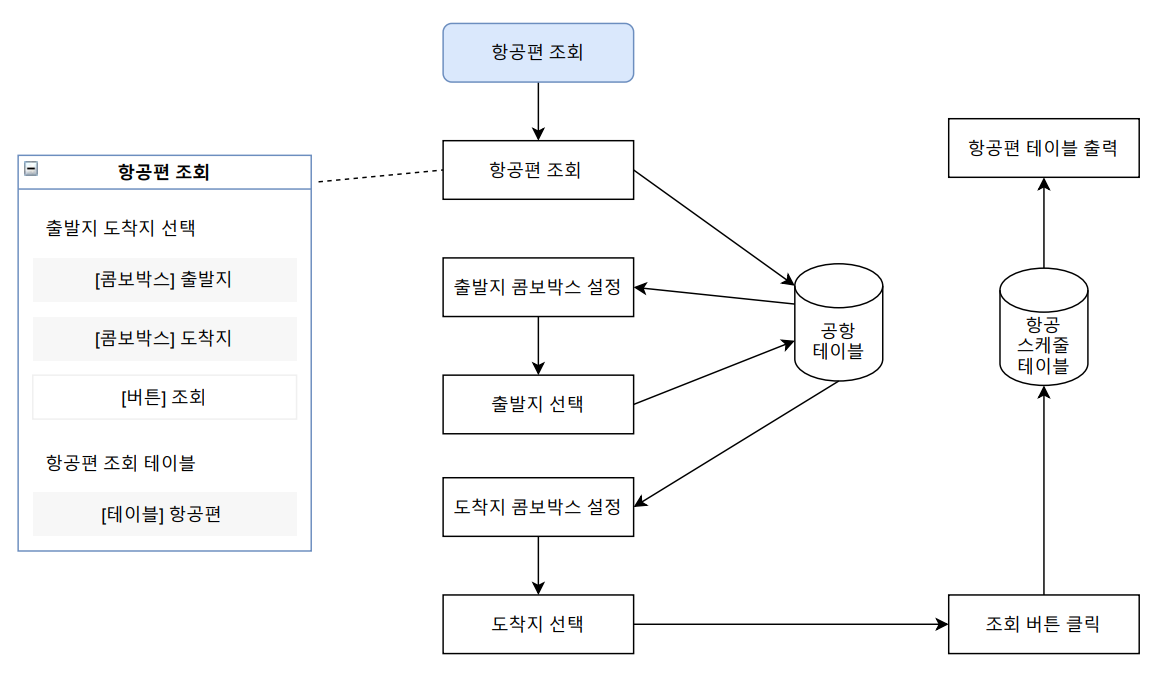 항공편 조회
항공편 조회
출발지 도착지 선택
[콤보박스] 출발지
[콤보박스] 도착지
[버튼] 조회
항공편 조회 테이블
[테이블] 항공편
항공편 조회
출발지 콤보박스 설정
출발지 선택
도착지 콤보박스 설정
도착지 선택
공항
테이블
항공편 테이블 출력
항공
스케줄
테이블
조회 버튼 클릭